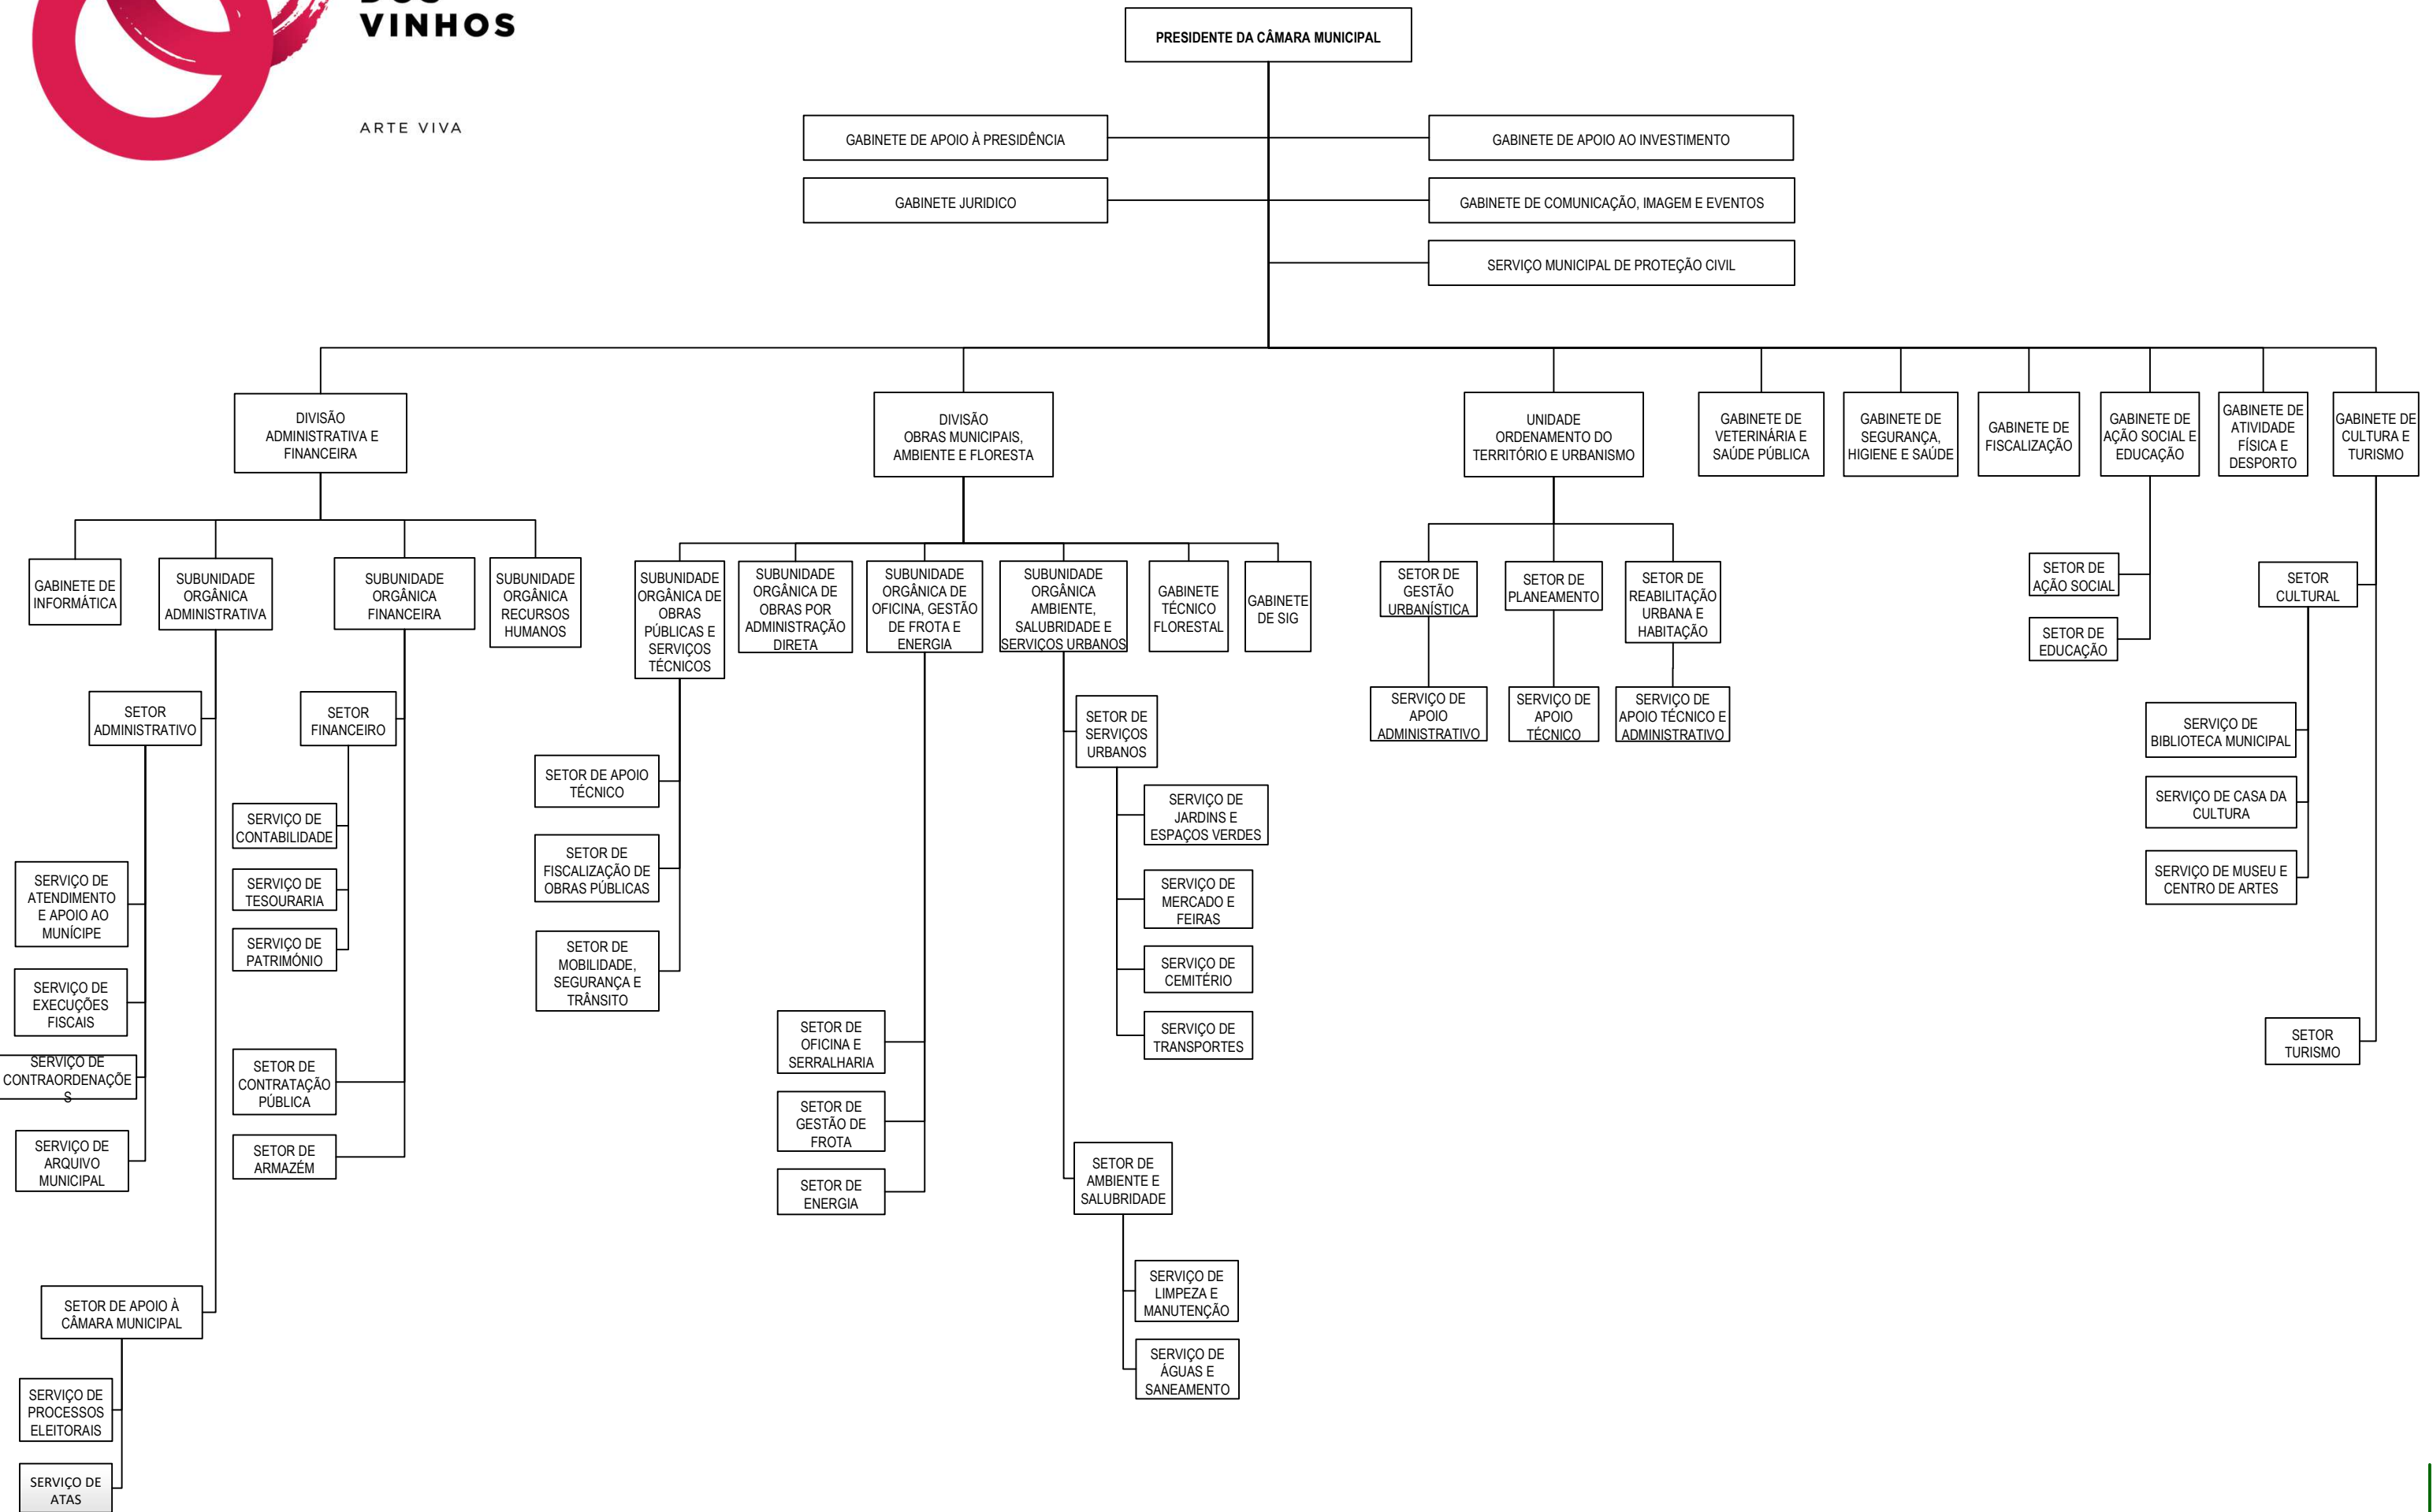 VINHOS
ARTE VIVA
PRESIDENTE DA CÂMARA MUNICIPAL
GABINETE DE APOIO À PRESIDÊNCIA
GABINETE DE APOIO AO INVESTIMENTO
GABINETE JURIDICO
GABINETE DE COMUNICAÇÃO, IMAGEM E EVENTOS
SERVIÇO MUNICIPAL DE PROTEÇÃO CIVIL
DIVISÃO
ADMINISTRATIVA E
FINANCEIRA
DIVISÃO
OBRAS MUNICIPAIS,
AMBIENTE E FLORESTA
UNIDADE
ORDENAMENTO DO
TERRITÓRIO E URBANISMO
GABINETE DE
VETERINÁRIA E
SAÚDE PÚBLICA
GABINETE DE
SEGURANÇA,
HIGIENE E SAÚDE
GABINETE DE
FISCALIZAÇÃO
GABINETE DE
AÇÃO SOCIAL E
EDUCAÇÃO
GABINETE DE
ATIVIDADE
FÍSICA E
DESPORTO
GABINETE DE
CULTURA E
TURISMO
GABINETE DE
INFORMÁTICA
SUBUNIDADE
ORGÂNICA
ADMINISTRATIVA
SUBUNIDADE
ORGÂNICA
FINANCEIRA
SUBUNIDADE
ORGÂNICA
RECURSOS
HUMANOS
SUBUNIDADE
ORGÂNICA DE
OBRAS
PÚBLICAS E
SERVIÇOS
TÉCNICOS
SUBUNIDADE
ORGÂNICA DE
OBRAS POR
ADMINISTRAÇÃO
DIRETA
SUBUNIDADE
ORGÂNICA DE
OFICINA, GESTÃO
DE FROTA E
ENERGIA
SUBUNIDADE
ORGÂNICA
AMBIENTE,
SALUBRIDADE E
SERVIÇOS URBANOS
GABINETE
TÉCNICO
FLORESTAL
GABINETE
DE SIG
SETOR DE
GESTÃO
URBANÍSTICA
SETOR DE
PLANEAMENTO
SETOR DE
REABILITAÇÃO
URBANA E
HABITAÇÃO
SETOR DE
AÇÃO SOCIAL
SETOR DE
EDUCAÇÃO
SETOR
CULTURAL
SETOR
ADMINISTRATIVO
SETOR
FINANCEIRO
SETOR DE
SERVIÇOS
URBANOS
SERVIÇO DE
APOIO
ADMINISTRATIVO
SERVIÇO DE
APOIO
TÉCNICO
SERVIÇO DE
APOIO TÉCNICO E
ADMINISTRATIVO
SERVIÇO DE
BIBLIOTECA MUNICIPAL
SERVIÇO DE CASA DA
CULTURA
SERVIÇO DE MUSEU E
CENTRO DE ARTES
SETOR DE APOIO
TÉCNICO
SETOR DE
FISCALIZAÇÃO DE
OBRAS PÚBLICAS
SETOR DE
MOBILIDADE,
SEGURANÇA E
TRÂNSITO
SERVIÇO DE
CONTABILIDADE
SERVIÇO DE
TESOURARIA
SERVIÇO DE
PATRIMÓNIO
SERVIÇO DE
ATENDIMENTO
E APOIO AO
MUNÍCIPE
SERVIÇO DE
EXECUÇÕES
FISCAIS
SERVIÇO DE
CONTRAORDENAÇÕE
S
SERVIÇO DE
ARQUIVO
MUNICIPAL
SERVIÇO DE
JARDINS E
ESPAÇOS VERDES
SERVIÇO DE
MERCADO E
FEIRAS
SERVIÇO DE
CEMITÉRIO
SERVIÇO DE
TRANSPORTES
SETOR DE
OFICINA E
SERRALHARIA
SETOR DE
GESTÃO DE
FROTA
SETOR DE
ENERGIA
SETOR DE
CONTRATAÇÃO
PÚBLICA
SETOR DE
ARMAZÉM
SETOR
TURISMO
SETOR DE
AMBIENTE E
SALUBRIDADE
SERVIÇO DE
LIMPEZA E
MANUTENÇÃO
SERVIÇO DE
ÁGUAS E
SANEAMENTO
SETOR DE APOIO À
CÂMARA MUNICIPAL
SERVIÇO DE
PROCESSOS
ELEITORAIS
SERVIÇO DE
ATAS